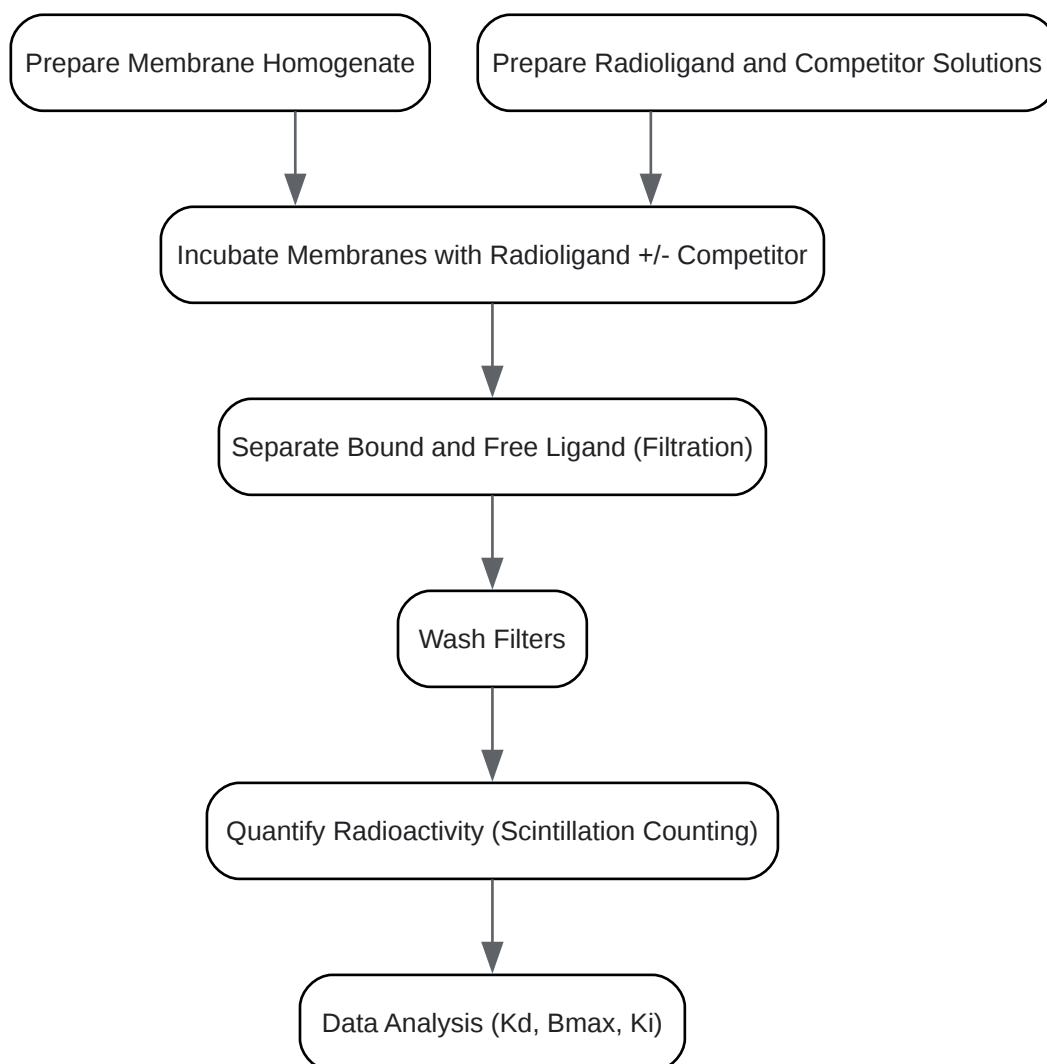 Prepare Membrane Homogenate
Prepare Radioligand and Competitor Solutions
Incubate Membranes with Radioligand +/- Competitor
Separate Bound and Free Ligand (Filtration)
Wash Filters
Quantify Radioactivity (Scintillation Counting)
Data Analysis (Kd, Bmax, Ki)